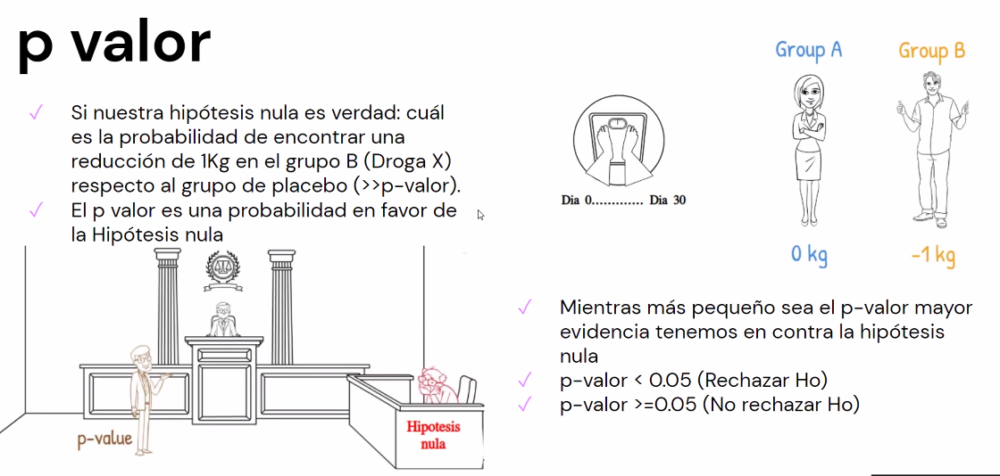 p valor
Si nuestra hipótesis nula es verdad: cuál
es la probabilidad de encontrar una
reducción de 1Kg en el grupo B (Droga X)
respecto al grupo de placebo (>>p-valor).
El p valor es una probabilidad en favor de
la Hipótesis nula
p-value
Hipotesis
nula
Group A
Group B
Dia 0............. Dia 30
0 kg
-1 kg
Mientras más pequeño sea el p-valor mayor
evidencia tenemos en contra la hipótesis
nula
p-valor < 0.05 (Rechazar Ho)
p-valor >=0.05 (No rechazar Ho)